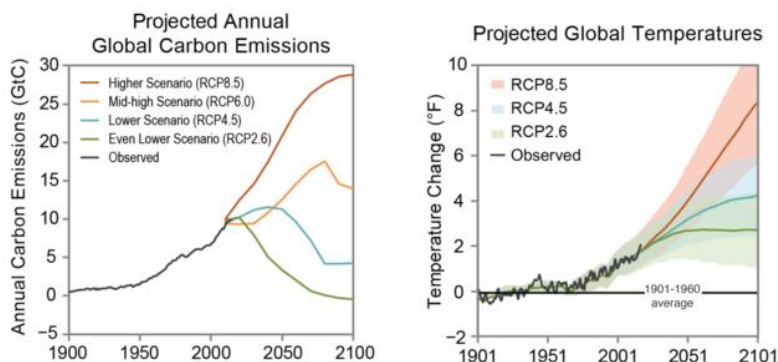 Projected Annual
Global Carbon Emissions
Annual Carbon Emissions (GtC)
30
25
20
15
10
5
0
−5
Higher Scenario (RCP8.5)
Mid-high Scenario (RCP6.0)
Lower Scenario (RCP4.5)
Even Lower Scenario (RCP2.6)
Observed
1900 1950 2000 2050 2100
Projected Global Temperatures
Temperature Change (°F)
10
8
6
4
2
0
−2
RCP8.5
RCP4.5
RCP2.6
Observed
1901-1960
average
1901 1951 2001 2051 2101